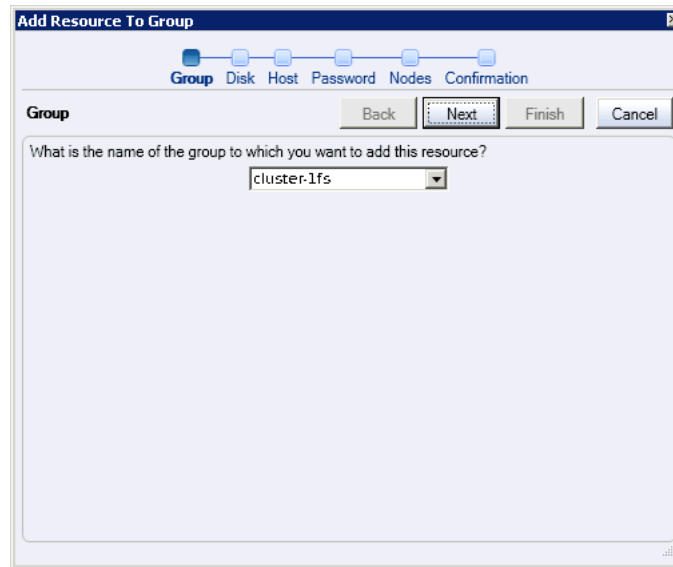 Add Resource To Group
Group Disk Host Password Nodes Confirmation
Group Back Next Finish Cancel
What is the name of the group to which you want to add this resource?
cluster-1fs